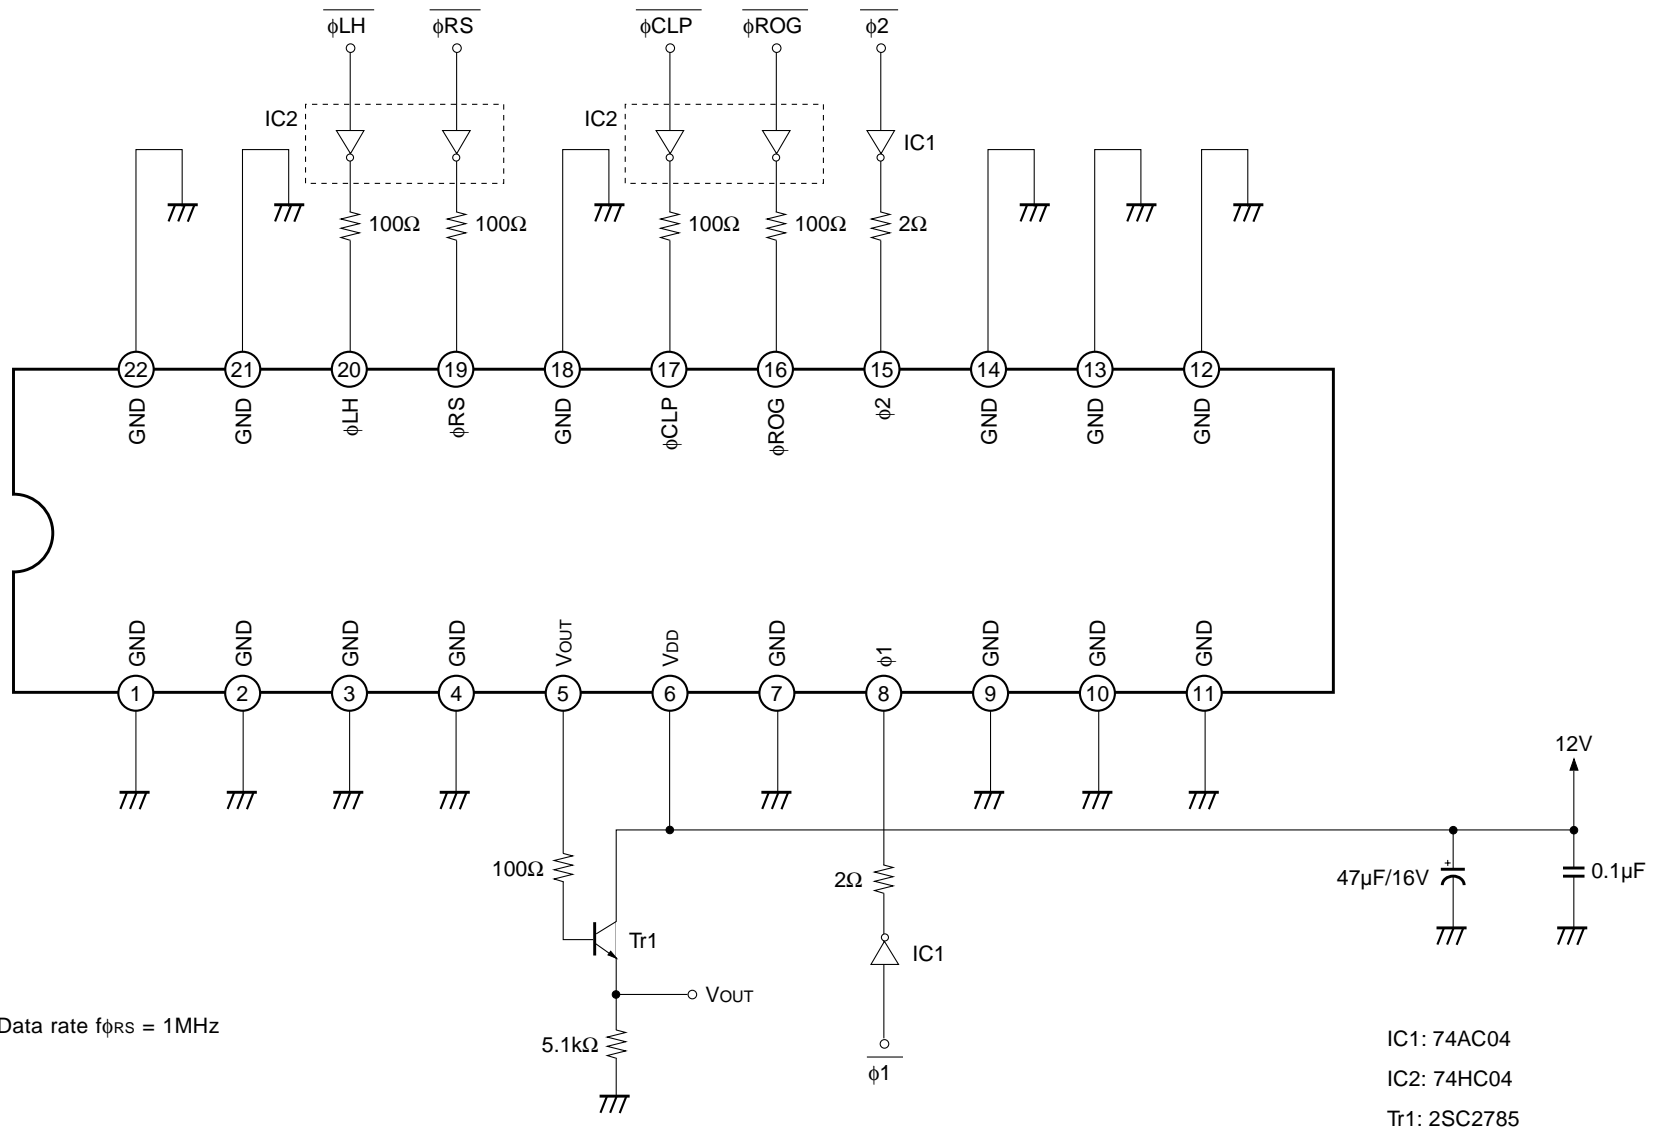 ϕLH ϕRS ϕCLP ϕROG ϕ2
IC2 IC2 IC1
100Ω 100Ω 100Ω 100Ω 2Ω
22 21 20 19 18 17 16 15 14 13 12
GND GND ϕLH ϕRS GND ϕCLP ϕROG ϕ2 GND GND GND
GND GND GND GND VOUT VDD GND ϕ1 GND GND GND
1 2 3 4 5 6 7 8 9 10 11
12V
100Ω 2Ω 47µF/16V + 0.1µF
Tr1 IC1
VOUT
Data rate fϕRS = 1MHz
5.1kΩ
ϕ1
IC1: 74AC04
IC2: 74HC04
Tr1: 2SC2785